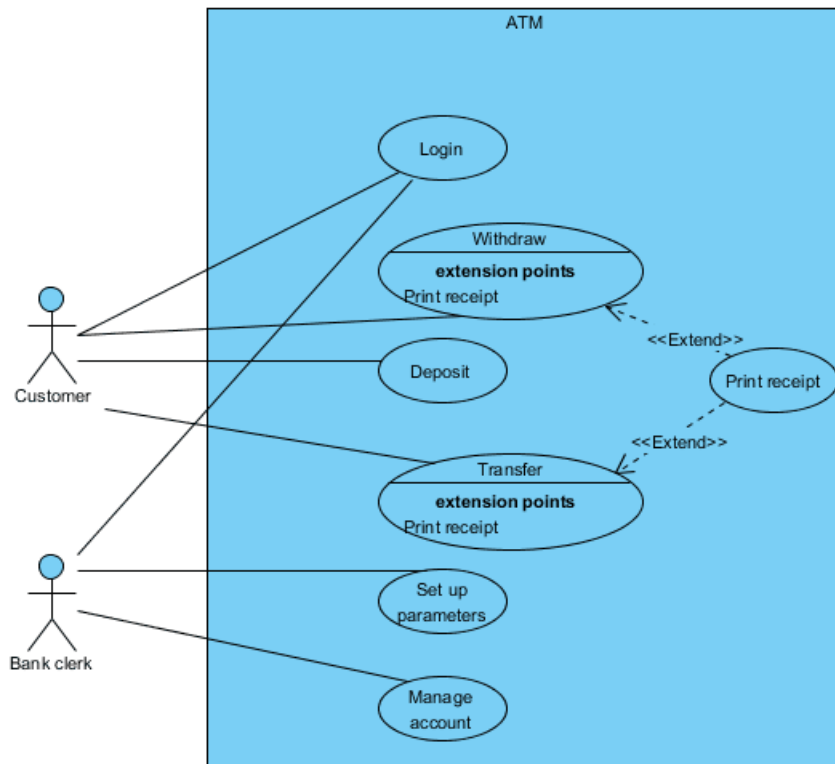 ATM
Login
Withdraw
extension points
Print receipt
<<Extend>>
Print receipt
Customer
Deposit
<<Extend>>
Transfer
extension points
Print receipt
Set up
parameters
Bank clerk
Manage
account